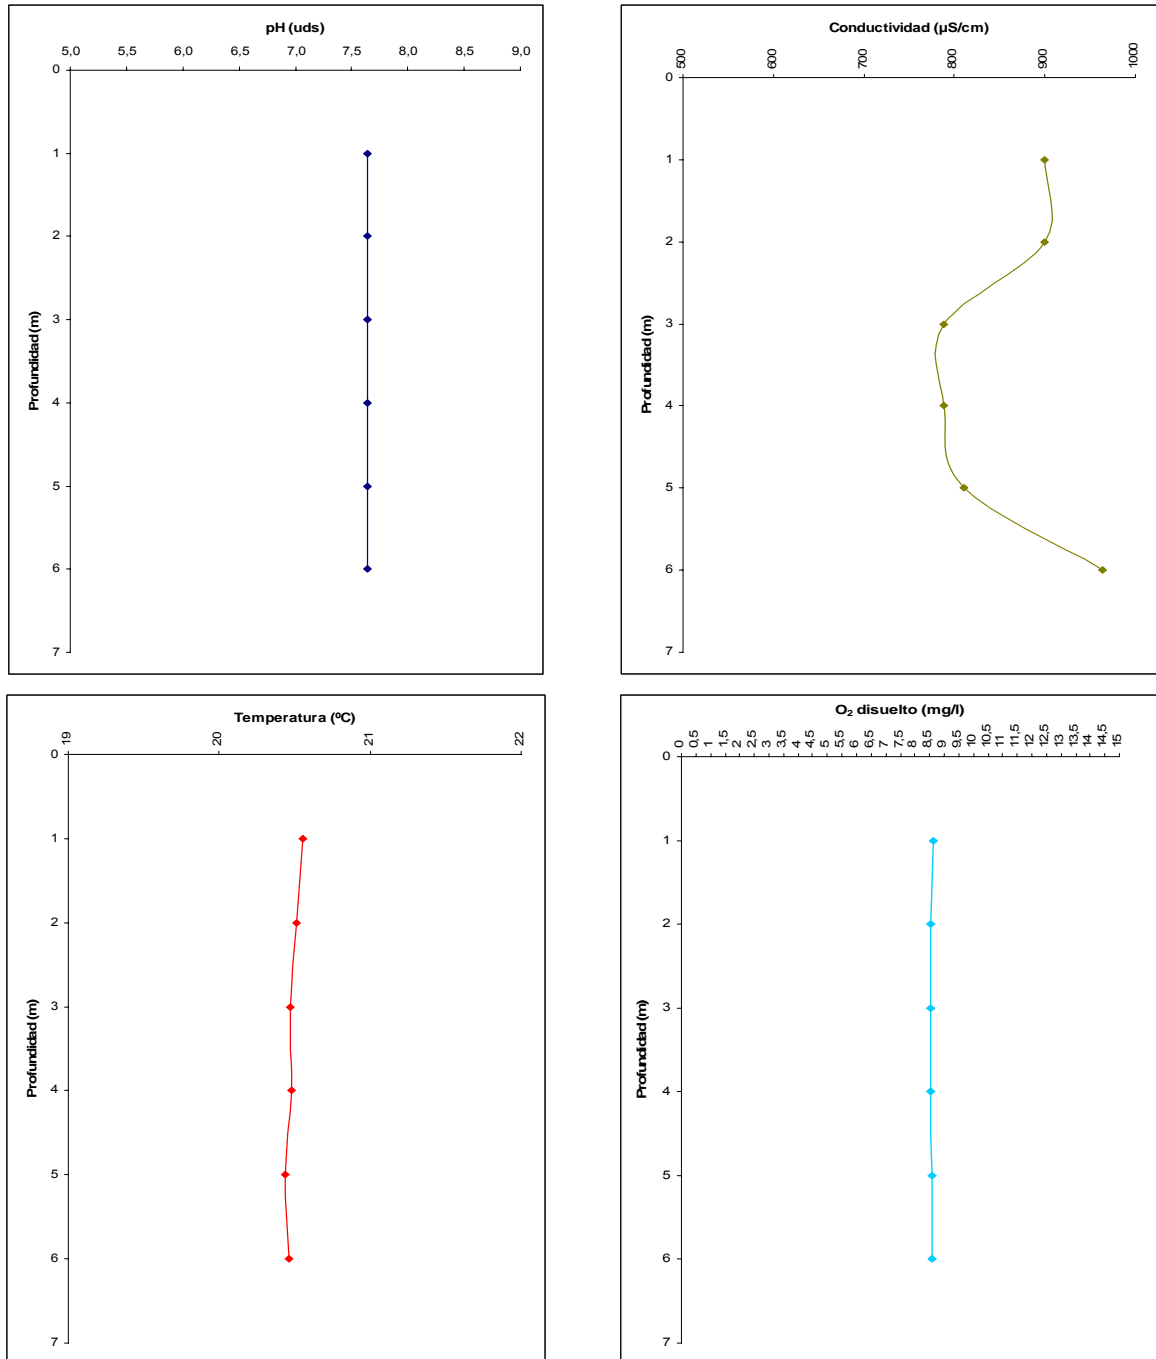 pH (uds)
5,0 5,5 6,0 6,5 7,0 7,5 8,0 8,5 9,0
0
1
2
3
4
5
6
7
Profundidad (m)
Conductividad (µS/cm)
500 600 700 800 900 1000
0
1
2
3
4
5
6
7
Profundidad (m)
Temperatura (ºC)
19 20 21 22
0
1
2
3
4
5
6
7
Profundidad (m)
O₂ disuelto (mg/l)
0 0,5 1 1,5 2 2,5 3 3,5 4 4,5 5 5,5 6 6,5 7 7,5 8 8,5 9 9,5 10 10,5 11 11,5 12 12,5 13 13,5 14 14,5 15
0
1
2
3
4
5
6
7
Profundidad (m)